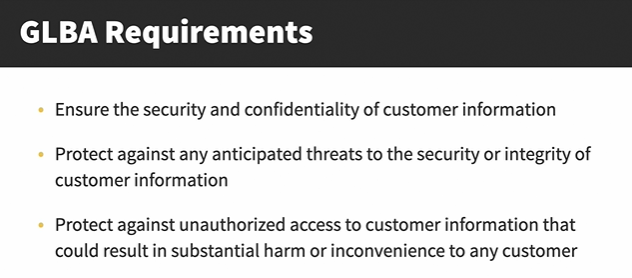 GLBA Requirements
• Ensure the security and confidentiality of customer information
• Protect against any anticipated threats to the security or integrity of
customer information
• Protect against unauthorized access to customer information that
could result in substantial harm or inconvenience to any customer